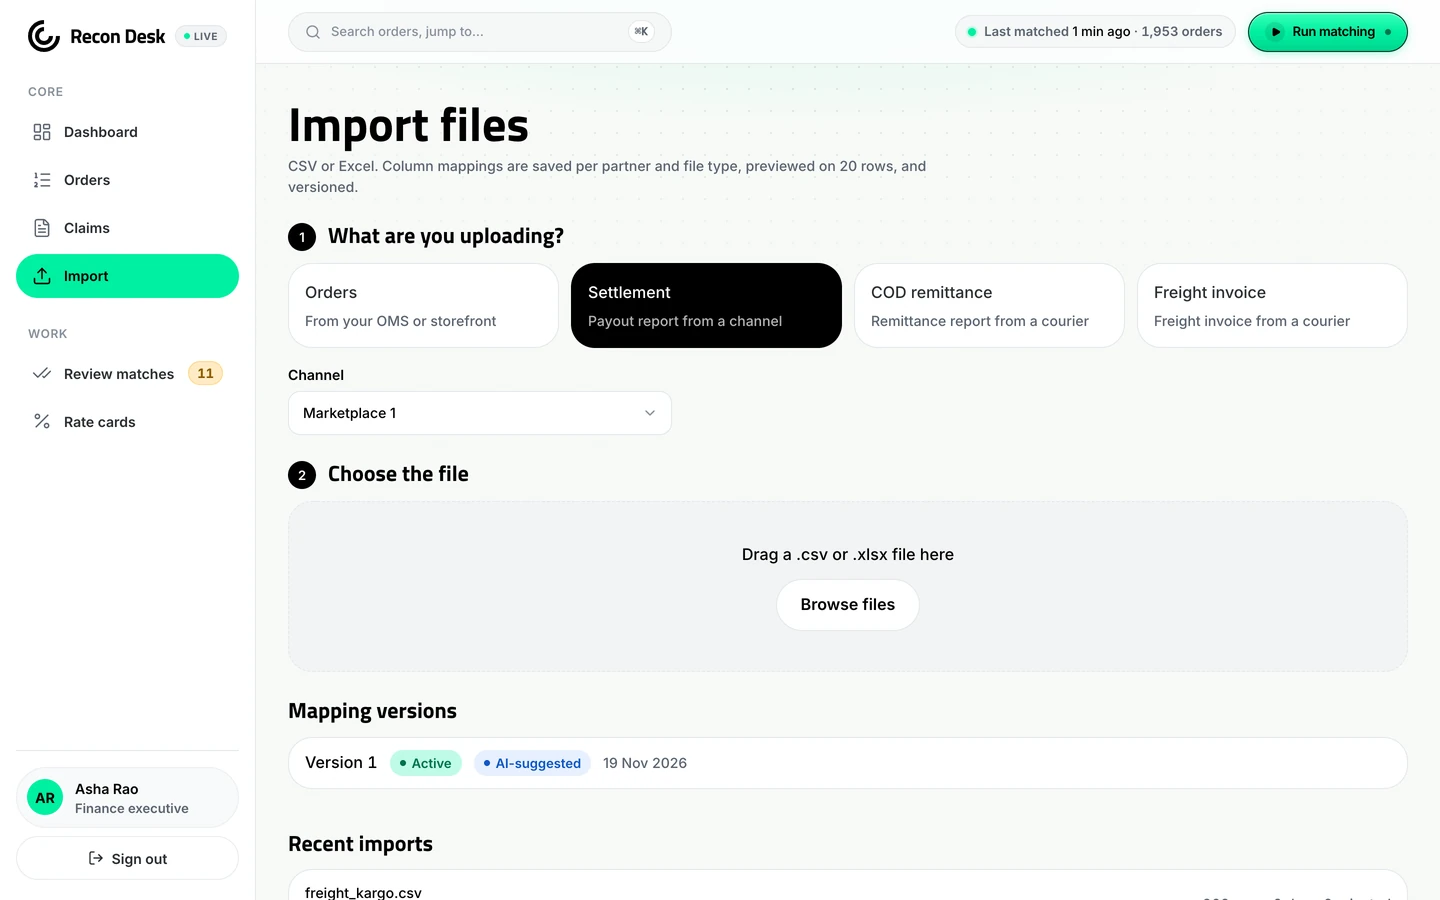 Recon Desk
LIVE
Search orders, jump to...
⌘K
Last matched 1 min ago · 1,953 orders
Run matching
CORE
Dashboard
Orders
Claims
Import
WORK
Review matches
11
Rate cards
AR
Asha Rao
Finance executive
Sign out
Import files
CSV or Excel. Column mappings are saved per partner and file type, previewed on 20 rows, and
versioned.
1
What are you uploading?
Orders
From your OMS or storefront
Settlement
Payout report from a channel
COD remittance
Remittance report from a courier
Freight invoice
Freight invoice from a courier
Channel
Marketplace 1
2
Choose the file
Drag a .csv or .xlsx file here
Browse files
Mapping versions
Version 1
Active
AI-suggested
19 Nov 2026
Recent imports
freight_kargo.csv